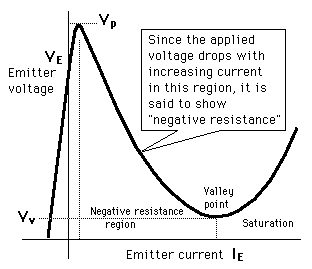 Vp
VE
Emitter
voltage
Since the applied
voltage drops with
increasing current
in this region, it is
said to show
"negative resistance"
Valley
point
Vv
Negative resistance
region
Saturation
Emitter current IE